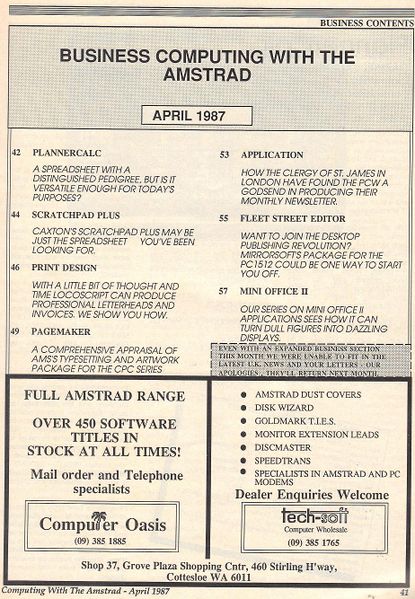 BUSINESS CONTENTS
BUSINESS COMPUTING WITH THE
AMSTRAD
APRIL 1987
42 PLANNERCALC
A SPREADSHEET WITH A
DISTINGUISHED PEDIGREE, BUT IS IT
VERSATILE ENOUGH FOR TODAY'S
PURPOSES?
44 SCRATCHPAD PLUS
CAXTON'S SCRATCHPAD PLUS MAY BE
JUST THE SPREADSHEET YOU'VE BEEN
LOOKING FOR.
46 PRINT DESIGN
WITH A LITTLE BIT OF THOUGHT AND
TIME LOCOSCRIPT CAN PRODUCE
PROFESSIONAL LETTERHEADS AND
INVOICES. WE SHOW YOU HOW.
49 PAGEMAKER
A COMPREHENSIVE APPRAISAL OF
AMS'S TYPESETTING AND ARTWORK
PACKAGE FOR THE CPC SERIES
53 APPLICATION
HOW THE CLERGY OF ST. JAMES IN
LONDON HAVE FOUND THE PCW A
GODSEND IN PRODUCING THEIR
MONTHLY NEWSLETTER.
55 FLEET STREET EDITOR
WANT TO JOIN THE DESKTOP
PUBLISHING REVOLUTION?
MIRRORSOFT'S PACKAGE FOR THE
PC1512 COULD BE ONE WAY TO START
YOU OFF.
57 MINI OFFICE II
OUR SERIES ON MINI OFFICE II
APPLICATIONS SEES HOW IT CAN
TURN DULL FIGURES INTO DAZZLING
DISPLAYS.
EVEN WITH AN EXPANDED BUSINESS SECTION
THIS MONTH WE WERE UNABLE TO FIT IN THE
LATEST U.K. NEWS AND YOUR LETTERS - OUR
APOLOGIES, THEY'LL RETURN NEXT MONTH.
FULL AMSTRAD RANGE
OVER 450 SOFTWARE
TITLES IN
STOCK AT ALL TIMES!
Mail order and Telephone
specialists
Computer Oasis
(09) 385 1885
AMSTRAD DUST COVERS
DISK WIZARD
GOLDMARK T.I.E.S.
MONITOR EXTENSION LEADS
DISCMASTER
SPEEDTRANS
SPECIALISTS IN AMSTRAD AND PC
MODEMS
Dealer Enquiries Welcome
tech-soft
Computer Wholesale
(09) 385 1765
Shop 37, Grove Plaza Shopping Cntr, 460 Stirling H'way,
Cottesloe WA 6011
Computing With The Amstrad - April 1987
41